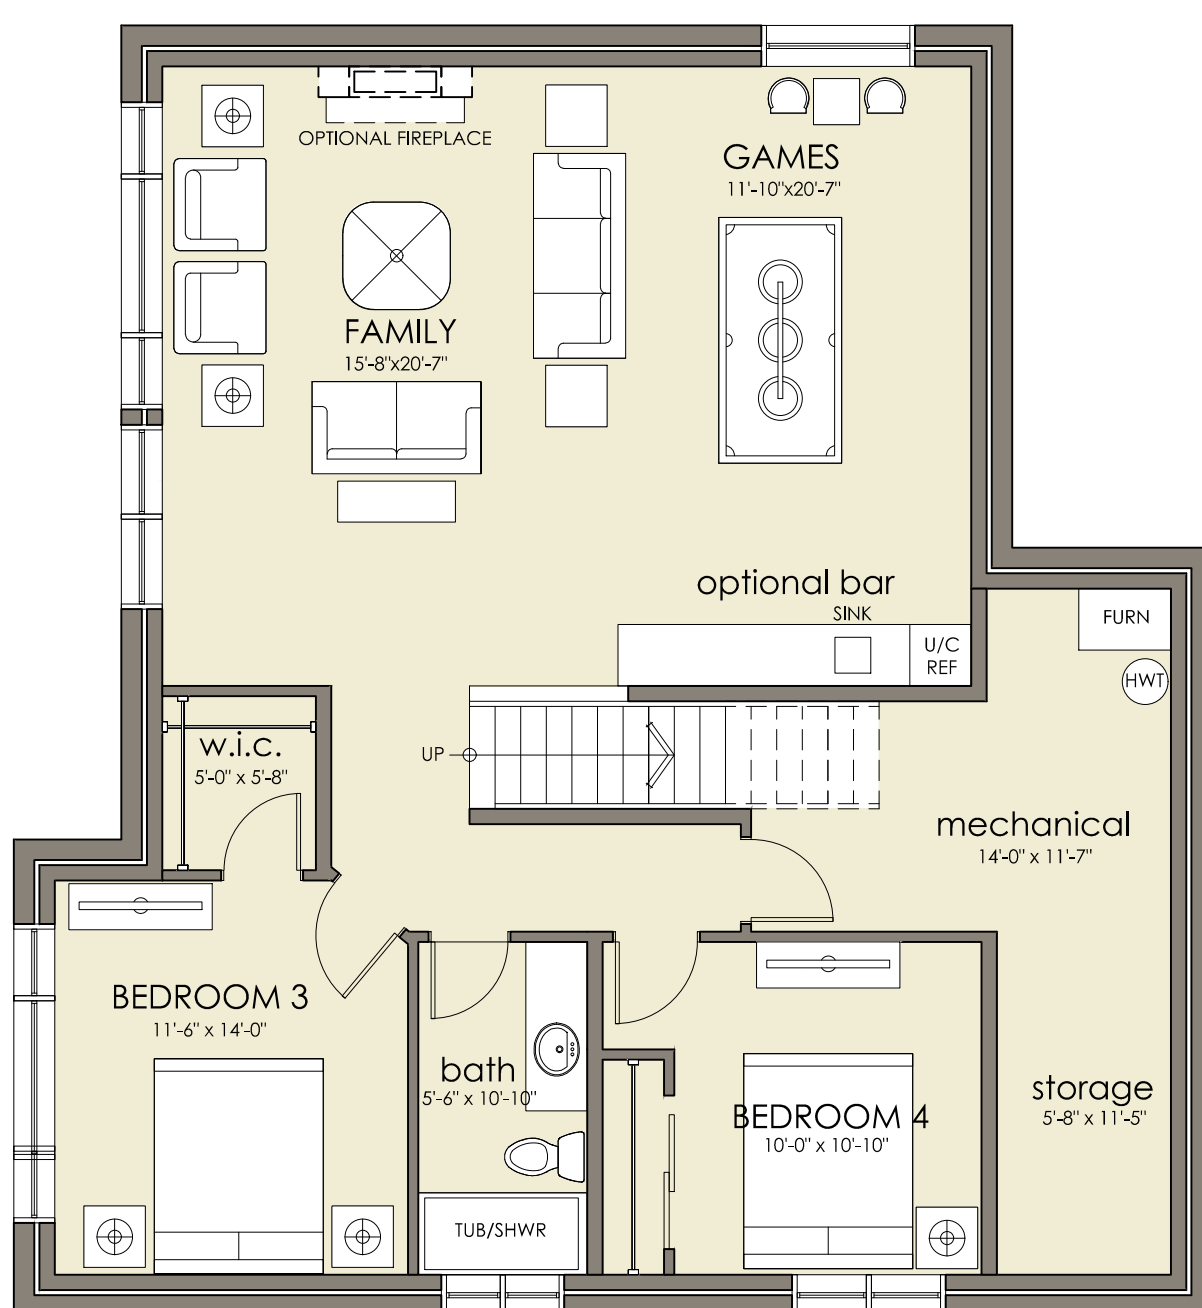 OPTIONAL FIREPLACE
GAMES
11'-10"x20'-7"
FAMILY
15'-8"x20'-7"
optional bar
SINK
U/C
REF
FURN
HWT
w.i.c.
5'-0" x 5'-8"
UP
mechanical
14'-0" x 11'-7"
BEDROOM 3
11'-6" x 14'-0"
bath
5'-6" x 10'-10"
BEDROOM 4
10'-0" x 10'-10"
storage
5'-8" x 11'-5"
TUB/SHWR